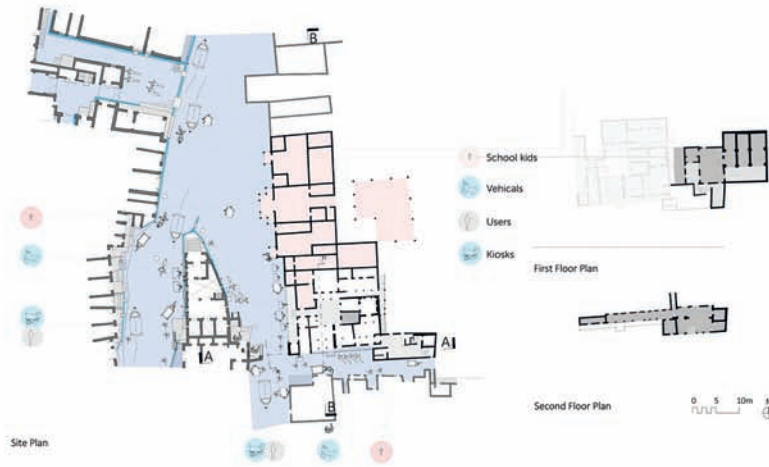 B
School kids
Vehicals
Users
Kiosks
First Floor Plan
A
A
B
Second Floor Plan
0 5 10m
Site Plan